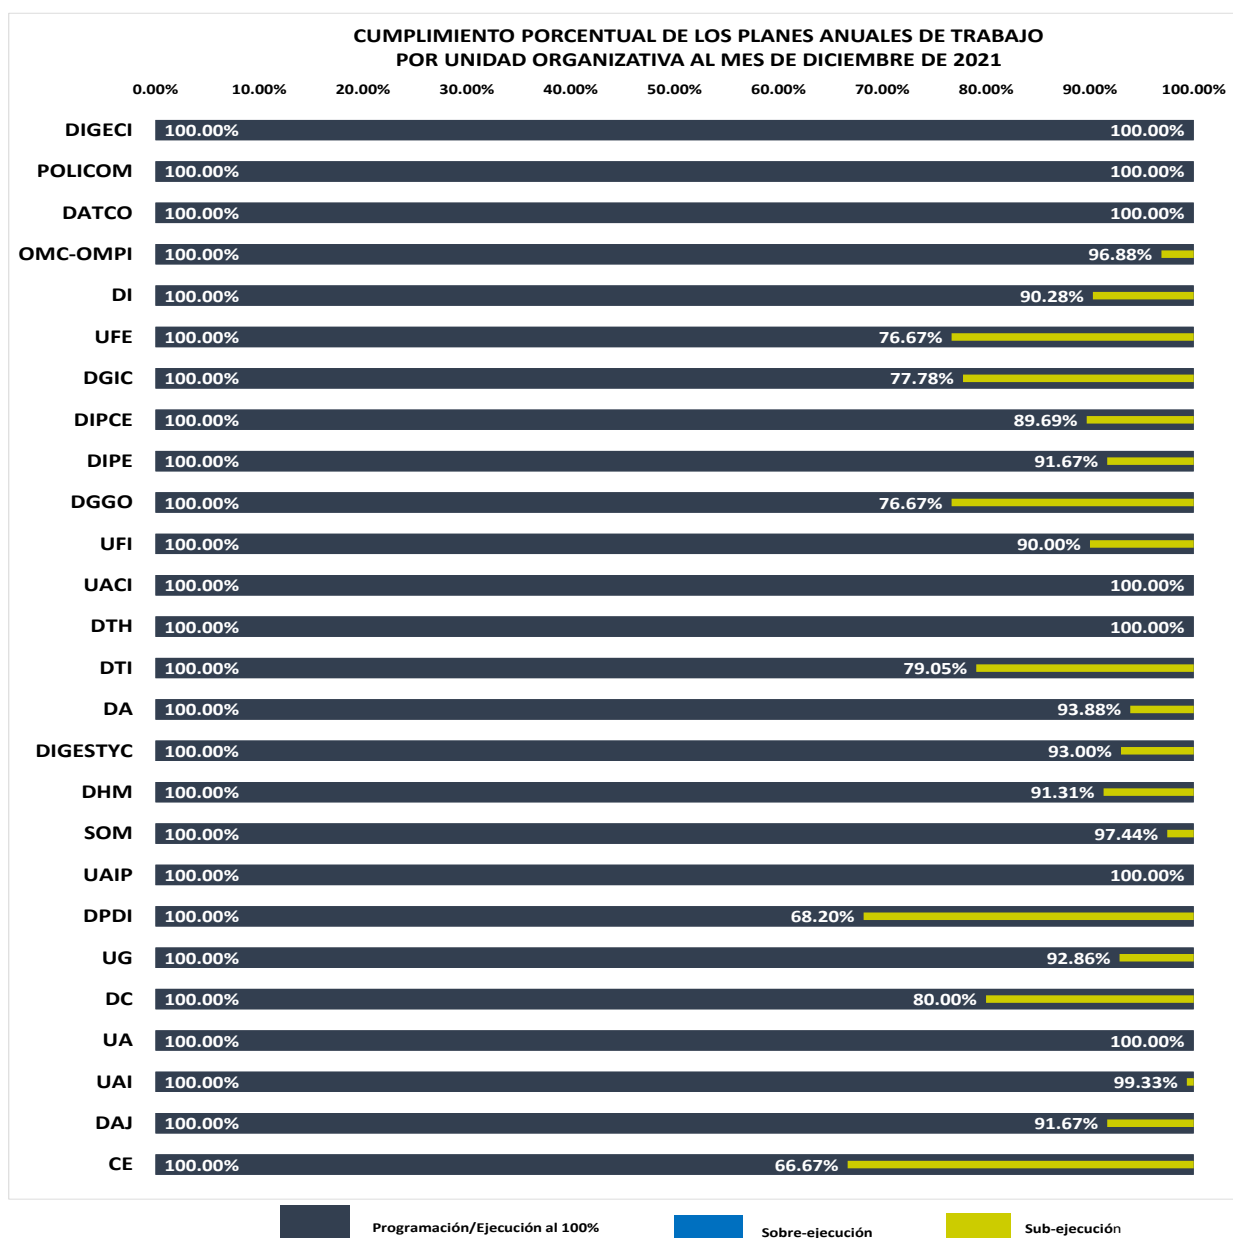 CUMPLIMIENTO PORCENTUAL DE LOS PLANES ANUALES DE TRABAJO
POR UNIDAD ORGANIZATIVA AL MES DE DICIEMBRE DE 2021
0.00% 10.00% 20.00% 30.00% 40.00% 50.00% 60.00% 70.00% 80.00% 90.00% 100.00%
DIGECI 100.00% 100.00%
POLICOM 100.00% 100.00%
DATCO 100.00% 100.00%
OMC-OMPI 100.00% 96.88%
DI 100.00% 90.28%
UFE 100.00% 76.67%
DGIC 100.00% 77.78%
DIPCE 100.00% 89.69%
DIPE 100.00% 91.67%
DGGO 100.00% 76.67%
UFI 100.00% 90.00%
UACI 100.00% 100.00%
DTH 100.00% 100.00%
DTI 100.00% 79.05%
DA 100.00% 93.88%
DIGESTYC 100.00% 93.00%
DHM 100.00% 91.31%
SOM 100.00% 97.44%
UAIP 100.00% 100.00%
DPDI 100.00% 68.20%
UG 100.00% 92.86%
DC 100.00% 80.00%
UA 100.00% 100.00%
UAI 100.00% 99.33%
DAJ 100.00% 91.67%
CE 100.00% 66.67%
Programación/Ejecución al 100% Sobre-ejecución Sub-ejecución